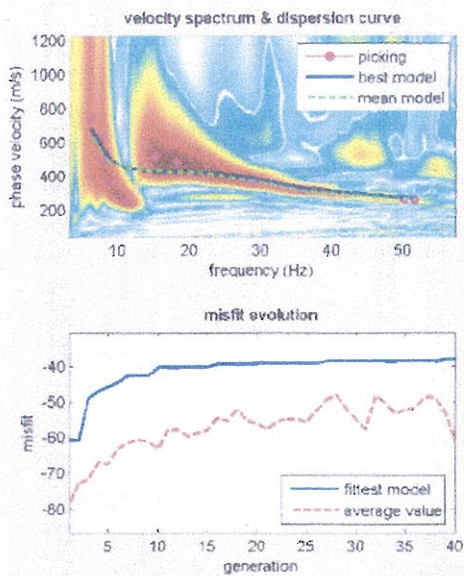 velocity spectrum & dispersion curve
1200
1000
800
600
400
200
phase velocity (m/s)
picking
best model
mean model
10
20
30
40
50
frequency (Hz)
misfit evolution
-40
-50
-60
-70
-80
misfit
fittest model
average value
5
10
15
20
25
30
35
40
generation